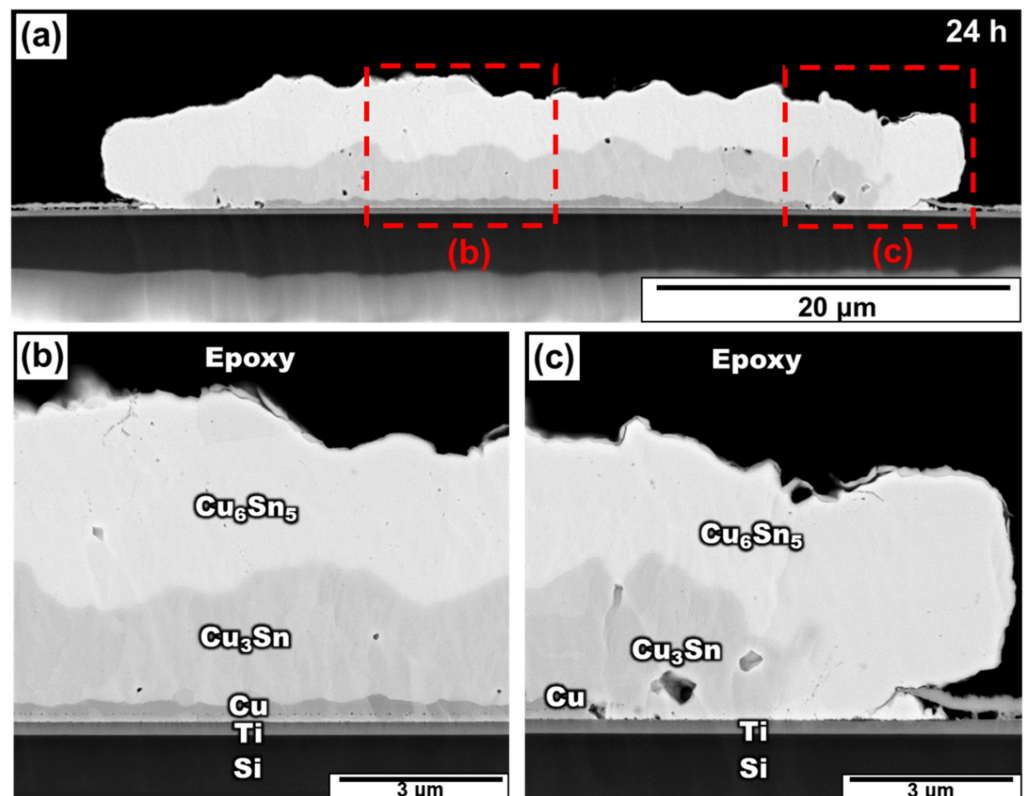 (a)
24 h
(b)
(c)
20 µm
(b)
Epoxy
Cu₆Sn₅
Cu₃Sn
Cu
Ti
Si
3 µm
(c)
Epoxy
Cu₆Sn₅
Cu₃Sn
Cu
Ti
Si
3 µm